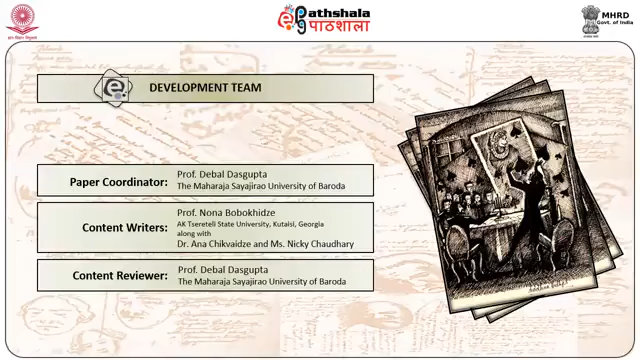 Pathshala
पाठशाला
MHRD
Govt. of India
DEVELOPMENT TEAM
Paper Coordinator:
Prof. Debal Dasgupta
The Maharaja Sayajirao University of Baroda
Content Writers:
Prof. Nona Bobokhidze
AK Tsereteli State University, Kutaisi, Georgia
along with
Dr. Ana Chikvaidze and Ms. Nicky Chaudhary
Content Reviewer:
Prof. Debal Dasgupta
The Maharaja Sayajirao University of Baroda